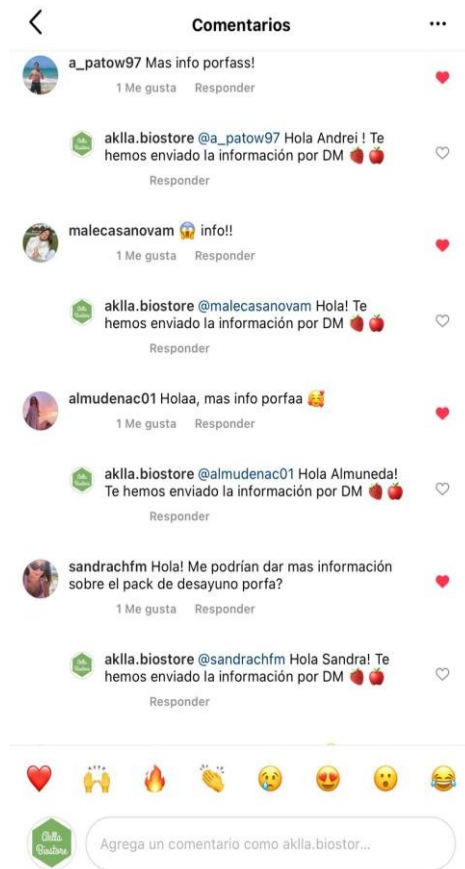 Comentarios
a_patow97 Mas info porfass!
1 Me gusta Responder
aklla.biostore @a_patow97 Hola Andrei ! Te
hemos enviado la información por DM 🍓🍎
Responder
malecasanovam 😱 info!!
1 Me gusta Responder
aklla.biostore @malecasanovam Hola! Te
hemos enviado la información por DM 🍓🍎
Responder
almudenac01 Holaa, mas info porfaa 🥰
1 Me gusta Responder
aklla.biostore @almudenac01 Hola Almuneda!
Te hemos enviado la información por DM 🍓🍎
Responder
sandrachfm Hola! Me podrían dar mas información
sobre el pack de desayuno porfa?
1 Me gusta Responder
aklla.biostore @sandrachfm Hola Sandra! Te
hemos enviado la información por DM 🍓🍎
Responder
❤️🙌🔥👏😢😍😮😂
Aklla
Biostore
Agrega un comentario como aklla.biostor...